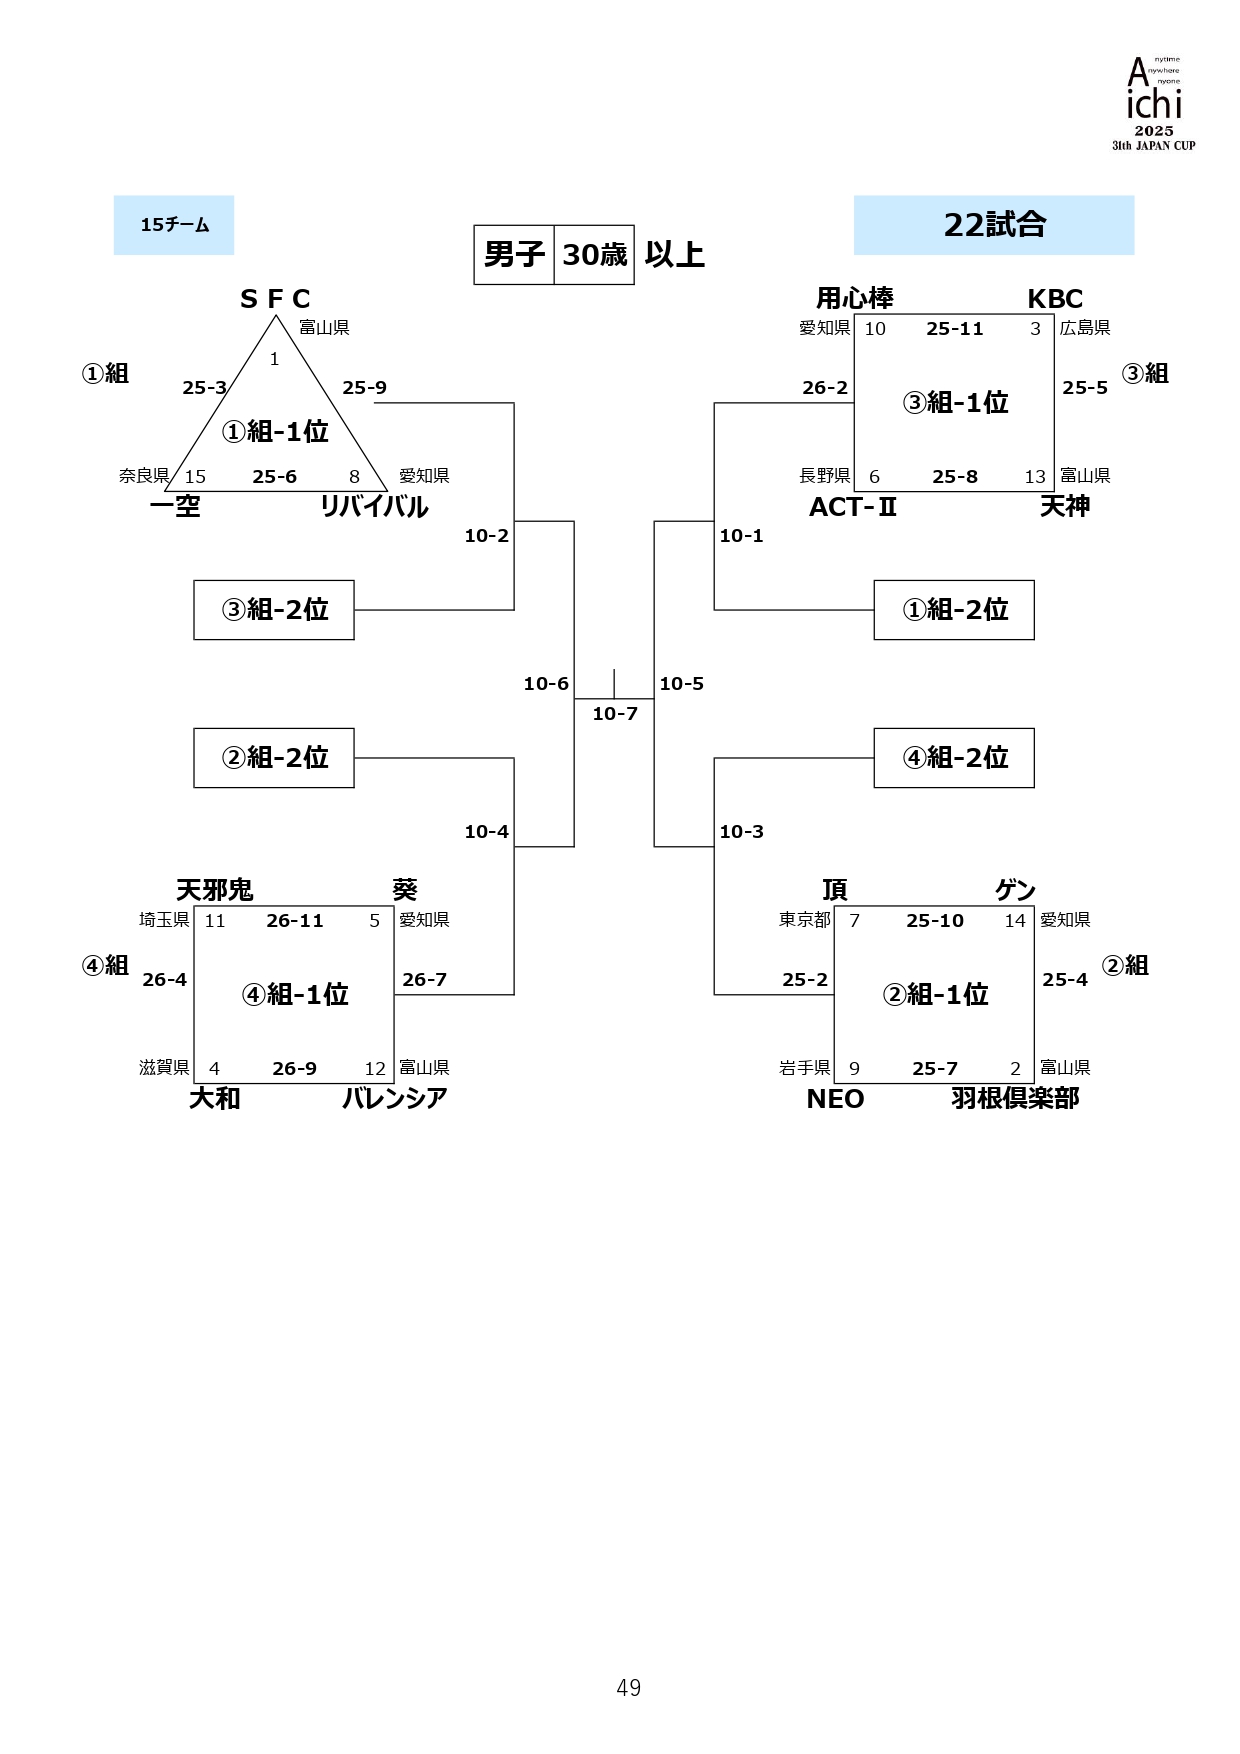 Anytime
Anywhere
Anyone
Aichi
2025
31th JAPAN CUP
15チーム
22試合
男子 30歳 以上
ＳＦＣ
富山県
1
①組
25-3
25-9
①組-1位
奈良県 15 25-6 8 愛知県
一空 リバイバル
用心棒 KBC
愛知県 10 25-11 3 広島県
③組
26-2
25-5
③組-1位
長野県 6 25-8 13 富山県
ACT-Ⅱ 天神
10-2
10-1
③組-2位
①組-2位
10-6
10-5
10-7
②組-2位
④組-2位
10-4
10-3
天邪鬼 葵
埼玉県 11 26-11 5 愛知県
④組
26-4
26-7
④組-1位
滋賀県 4 26-9 12 富山県
大和 バレンシア
頂 ゲン
東京都 7 25-10 14 愛知県
②組
25-2
25-4
②組-1位
岩手県 9 25-7 2 富山県
NEO 羽根倶楽部
49